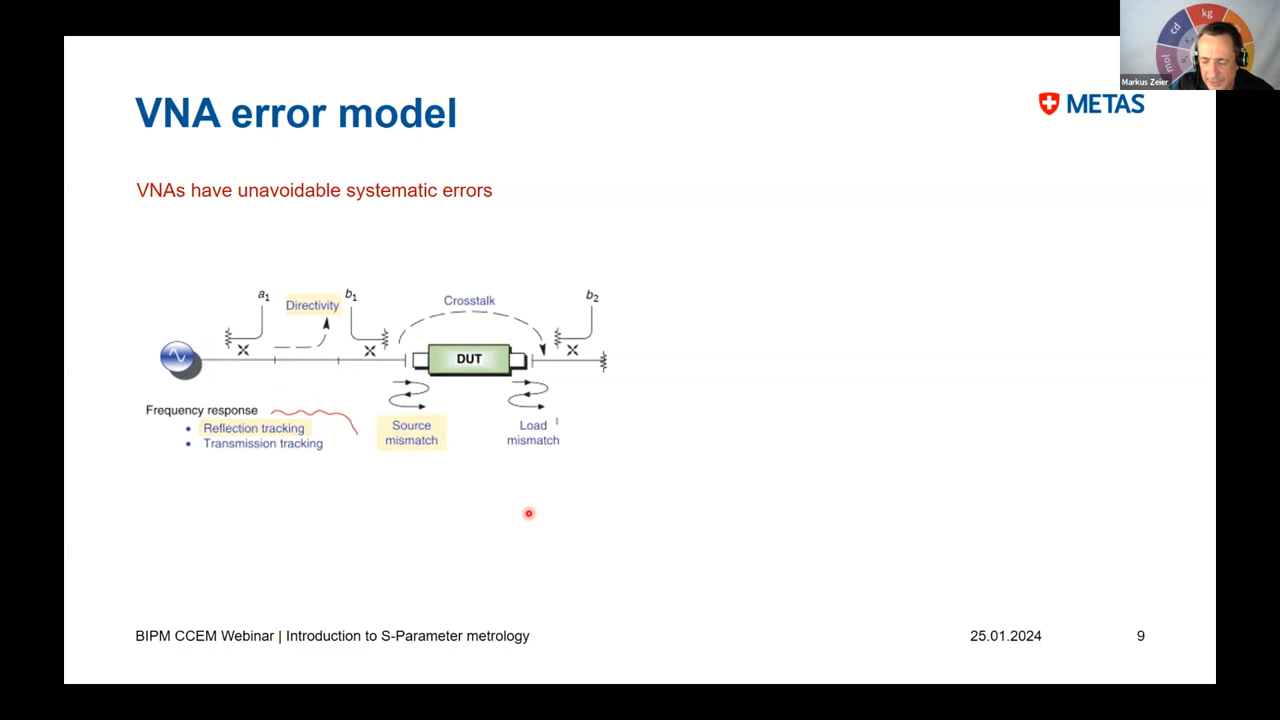 kg
cd
mol
Markus Zeier
VNA error model
METAS
VNAs have unavoidable systematic errors
a1
Directivity
b1
Crosstalk
b2
DUT
Frequency response
• Reflection tracking
• Transmission tracking
Source
mismatch
Load
mismatch
BIPM CCEM Webinar | Introduction to S-Parameter metrology
25.01.2024
9